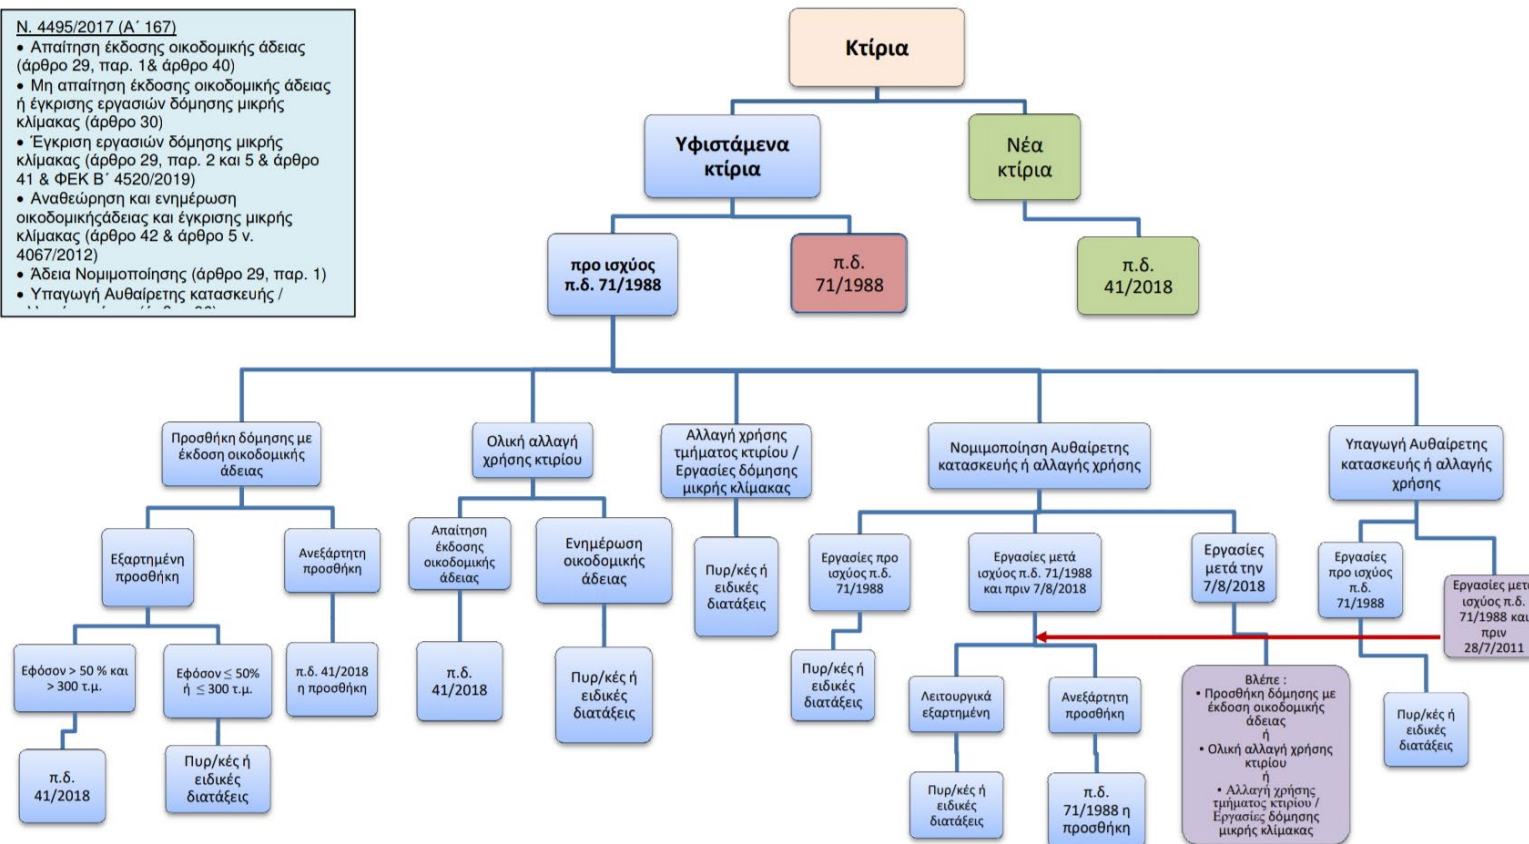 Ν. 4495/2017 (Α΄ 167)
• Απαίτηση έκδοσης οικοδομικής άδειας
(άρθρο 29, παρ. 1& άρθρο 40)
• Μη απαίτηση έκδοσης οικοδομικής άδειας
ή έγκρισης εργασιών δόμησης μικρής
κλίμακας (άρθρο 30)
• Έγκριση εργασιών δόμησης μικρής
κλίμακας (άρθρο 29, παρ. 2 και 5 & άρθρο
41 & ΦΕΚ Β΄ 4520/2019)
• Αναθεώρηση και ενημέρωση
οικοδομικήςάδειας και έγκρισης μικρής
κλίμακας (άρθρο 42 & άρθρο 5 ν.
4067/2012)
• Άδεια Νομιμοποίησης (άρθρο 29, παρ. 1)
• Υπαγωγή Αυθαίρετης κατασκευής /
Κτίρια
Υφιστάμενα
κτίρια
Νέα
κτίρια
προ ισχύος
π.δ. 71/1988
π.δ.
71/1988
π.δ.
41/2018
Προσθήκη δόμησης με
έκδοση οικοδομικής
άδειας
Ολική αλλαγή
χρήσης κτιρίου
Αλλαγή χρήσης
τμήματος κτιρίου /
Εργασίες δόμησης
μικρής κλίμακας
Νομιμοποίηση Αυθαίρετης
κατασκευής ή αλλαγής χρήσης
Υπαγωγή Αυθαίρετης
κατασκευής ή αλλαγής
χρήσης
Εξαρτημένη
προσθήκη
Ανεξάρτητη
προσθήκη
Απαίτηση
έκδοσης
οικοδομικής
άδειας
Ενημέρωση
οικοδομικής
άδειας
Πυρ/κές ή
ειδικές
διατάξεις
Εργασίες προ
ισχύος π.δ.
71/1988
Εργασίες μετά
ισχύος π.δ. 71/1988
και πριν 7/8/2018
Εργασίες
μετά την
7/8/2018
Εργασίες
προ ισχύος
π.δ.
71/1988
Εργασίες μετά
ισχύος π.δ.
71/1988 και
πριν
28/7/2011
Εφόσον > 50 % και
> 300 τ.μ.
Εφόσον ≤ 50%
ή ≤ 300 τ.μ.
π.δ. 41/2018
η προσθήκη
π.δ.
41/2018
Πυρ/κές ή
ειδικές
διατάξεις
Πυρ/κές ή
ειδικές
διατάξεις
Λειτουργικά
εξαρτημένη
Ανεξάρτητη
προσθήκη
Βλέπε :
• Προσθήκη δόμησης με
έκδοση οικοδομικής
άδειας
ή
• Ολική αλλαγή χρήσης
κτιρίου
ή
• Αλλαγή χρήσης
τμήματος κτιρίου /
Εργασίες δόμησης
μικρής κλίμακας
Πυρ/κές ή
ειδικές
διατάξεις
π.δ.
41/2018
Πυρ/κές ή
ειδικές
διατάξεις
Πυρ/κές ή
ειδικές
διατάξεις
π.δ.
71/1988 η
προσθήκη